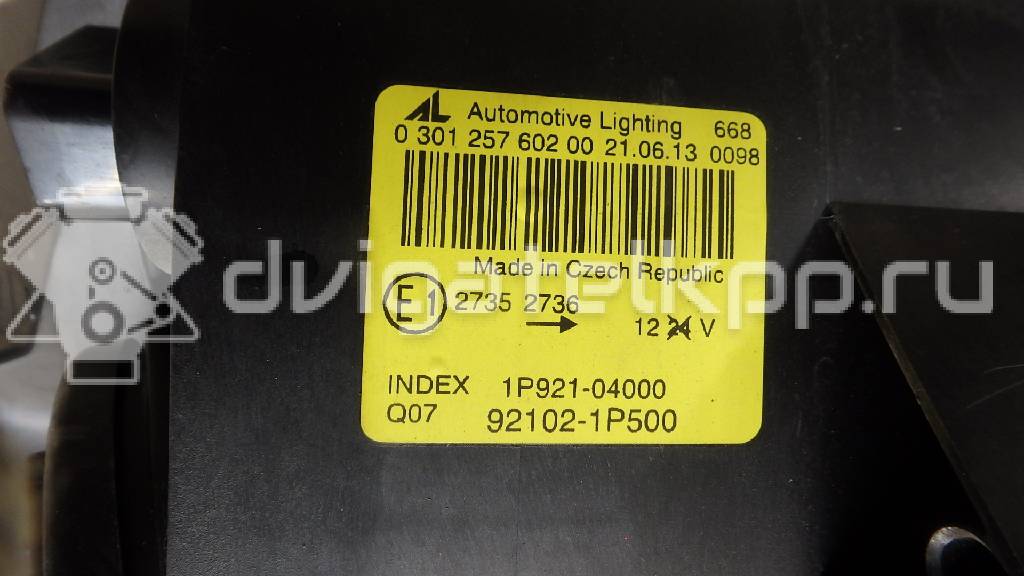 AL Automotive Lighting 668
0 301 257 602 00 21.06.13 0098
Made in Czech Republic
E1 2735 2736
12 24 V
INDEX 1P921-04000
Q07 92102-1P500
dvigatelkpp.ru